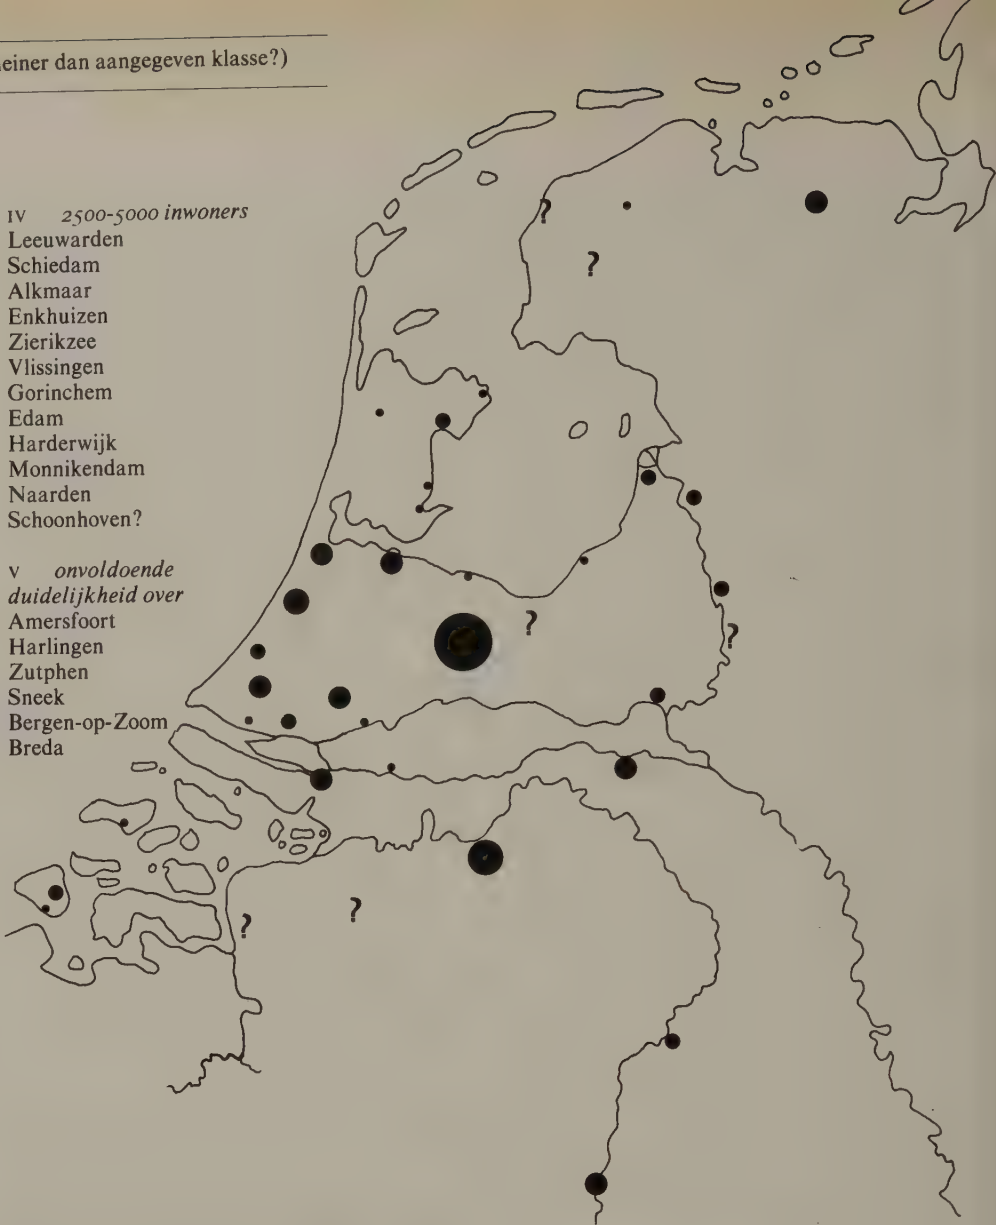 dan aangegeven klasse?)
IV 2500-5000 inwoners
Leeuwarden
Schiedam
Alkmaar
Enkhuizen
Zierikzee
Vlissingen
Gorinchem
Edam
Harderwijk
Monnikendam
Naarden
Schoonhoven?
V onvoldoende
duidelijkheid over
Amersfoort
Harlingen
Zutphen
Sneek
Bergen-op-Zoom
Breda
?
?
?
?
?
?